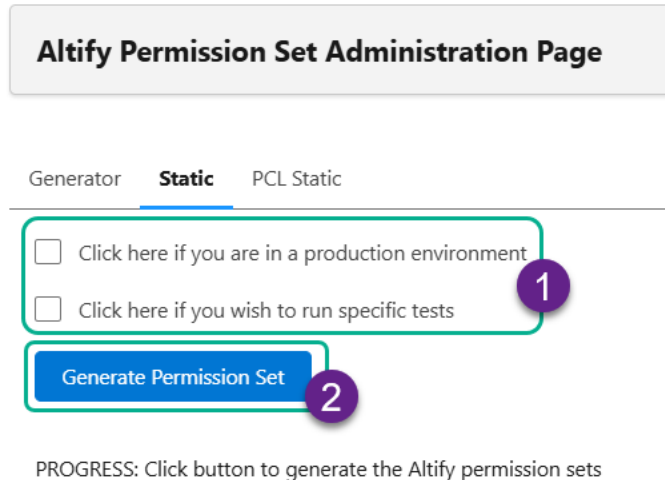 Altify Permission Set Administration Page
Generator Static PCL Static
Click here if you are in a production environment
1
Click here if you wish to run specific tests
Generate Permission Set
2
PROGRESS: Click button to generate the Altify permission sets